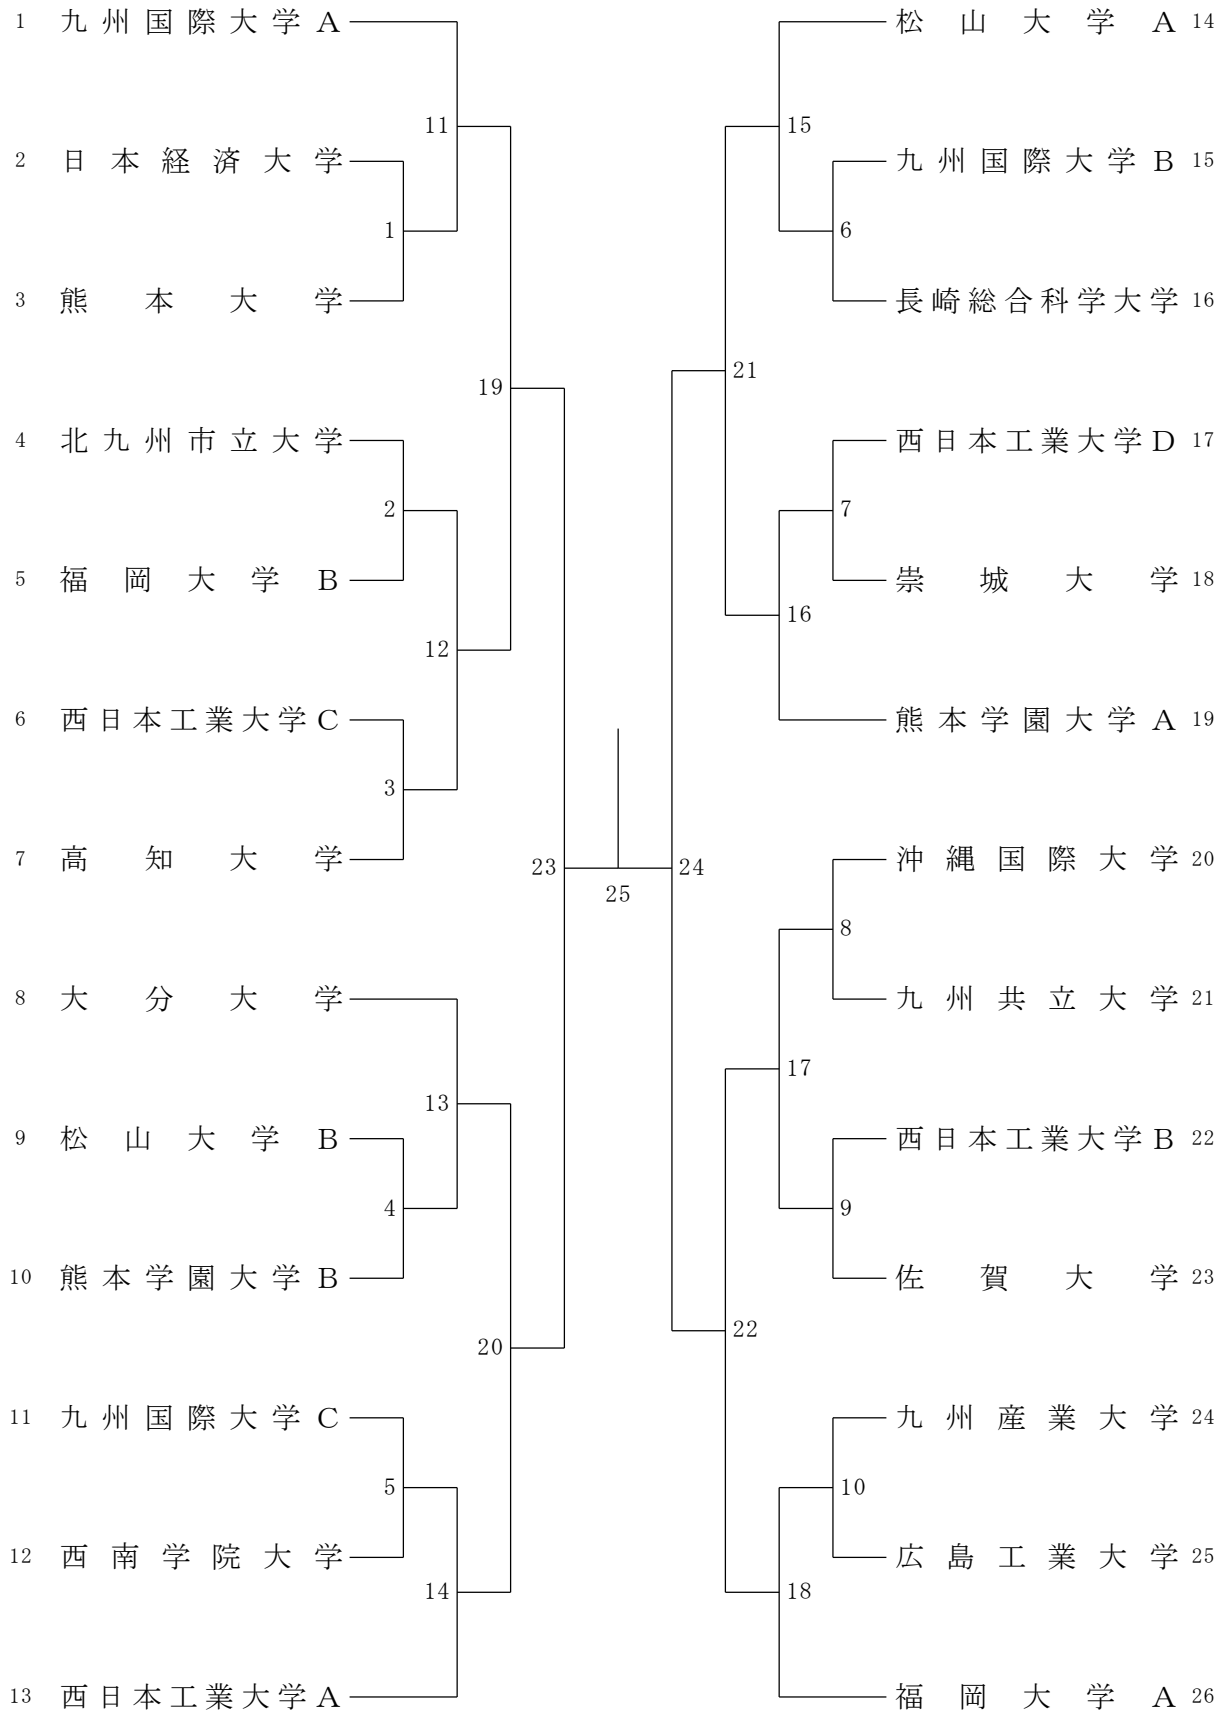 1 九州国際大学A
11
2 日本経済大学
1
3 熊本大学
19
4 北九州市立大学
2
5 福岡大学B
12
6 西日本工業大学C
3
7 高知大学
23
25
8 大分大学
13
9 松山大学B
4
10 熊本学園大学B
20
11 九州国際大学C
5
12 西南学院大学
14
13 西日本工業大学A
松山大学A 14
15
九州国際大学B 15
6
長崎総合科学大学 16
21
西日本工業大学D 17
7
崇城大学 18
16
熊本学園大学A 19
24
沖縄国際大学 20
8
九州共立大学 21
17
西日本工業大学B 22
9
佐賀大学 23
22
九州産業大学 24
10
広島工業大学 25
18
福岡大学A 26